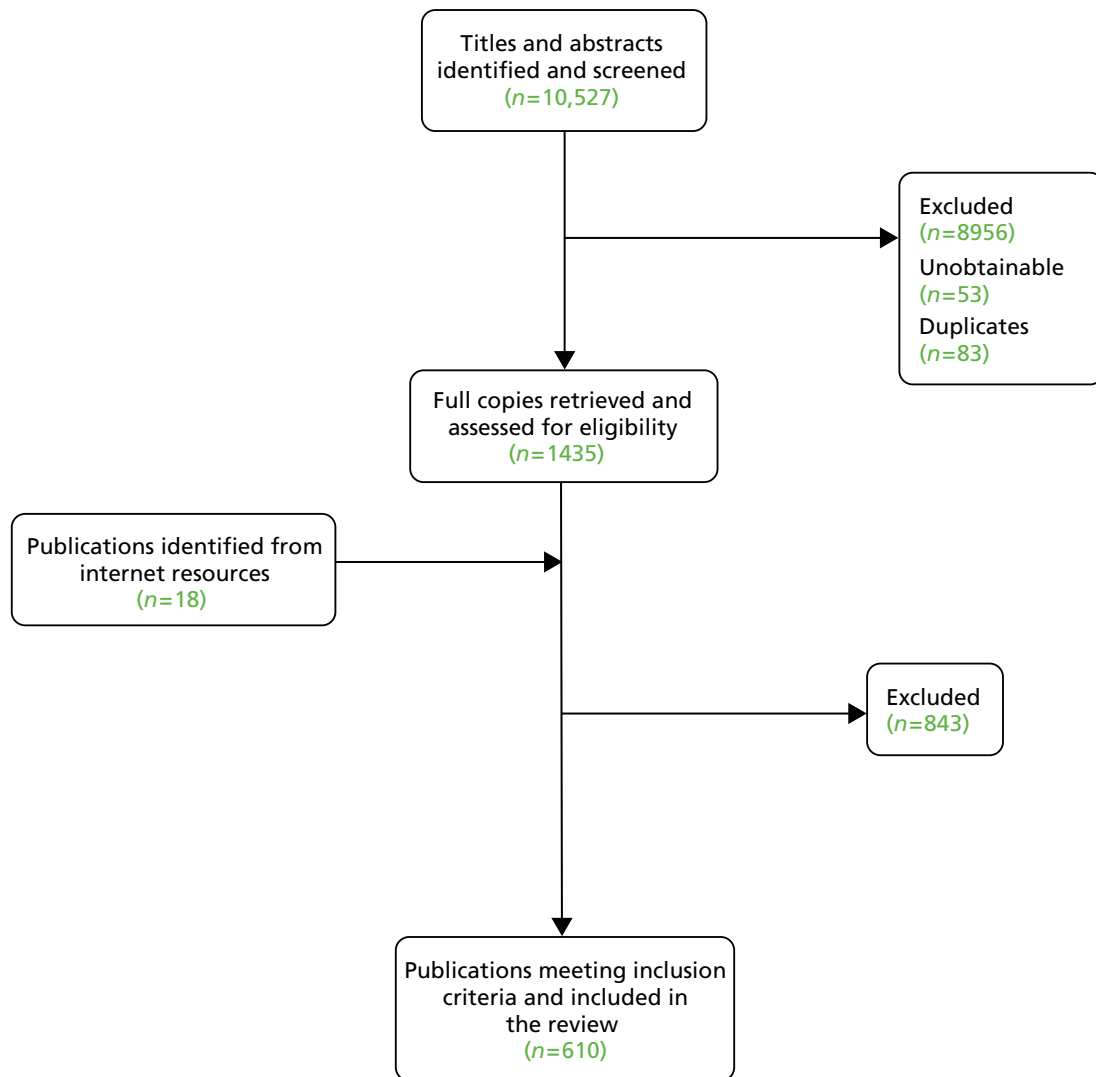 Titles and abstracts
identified and screened
(n=10,527)
Excluded
(n=8956)
Unobtainable
(n=53)
Duplicates
(n=83)
Full copies retrieved and
assessed for eligibility
(n=1435)
Publications identified from
internet resources
(n=18)
Excluded
(n=843)
Publications meeting inclusion
criteria and included in
the review
(n=610)